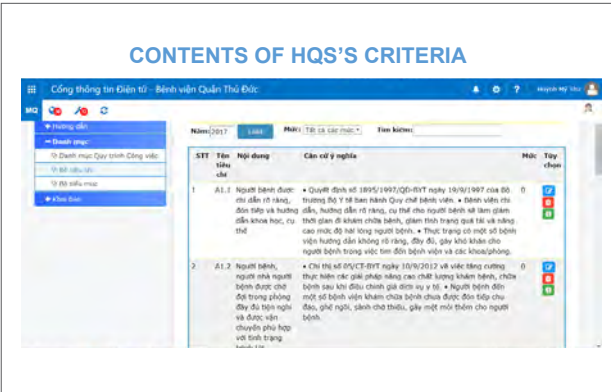 CONTENTS OF HQS'S CRITERIA
Cổng thông tin Điện tử - Bệnh viện Quận Thủ Đức
?
Huỳnh Mỹ Thư
MQ
Hướng dẫn
Danh mục
Danh mục Quy trình Công việc
Bộ tiêu chí
Bộ tiểu mục
Năm: 2017
Mức: Tất cả các mức
Tìm kiếm:
STT Tên tiêu chí Nội dung Căn cứ ý nghĩa Mức Tùy chọn
1 A1.1 Người bệnh được • Quyết định số 1895/1997/QĐ-BYT ngày 19/9/1997 của Bộ 0
chỉ dẫn rõ ràng, trưởng Bộ Y tế ban hành Quy chế bệnh viện. • Bệnh viện chỉ
đón tiếp và hướng dẫn, hướng dẫn rõ ràng, cụ thể cho người bệnh sẽ làm giảm
dẫn khoa học, cụ thời gian đi khám chữa bệnh, giảm tình trạng quá tải và nâng
thể cao mức độ hài lòng người bệnh. • Thực trạng có một số bệnh
viện hướng dẫn không rõ ràng, đầy đủ, gây khó khăn cho
người bệnh trong việc tìm đến bệnh viện và các khoa/phòng.
2 A1.2 Người bệnh, • Chỉ thị số 05/CT-BYT ngày 10/9/2012 về việc tăng cường 0
người nhà người thực hiện các giải pháp nâng cao chất lượng khám bệnh, chữa
bệnh được chờ bệnh sau khi điều chỉnh giá dịch vụ y tế. • Người bệnh đến
đợi trong phòng một số bệnh viện khám chữa bệnh chưa được đón tiếp chu
đầy đủ tiện nghi đáo, ghế ngồi, sảnh chờ thiếu, gây mệt mỏi thêm cho người
và được vận bệnh.
chuyển phù hợp
với tình trạng